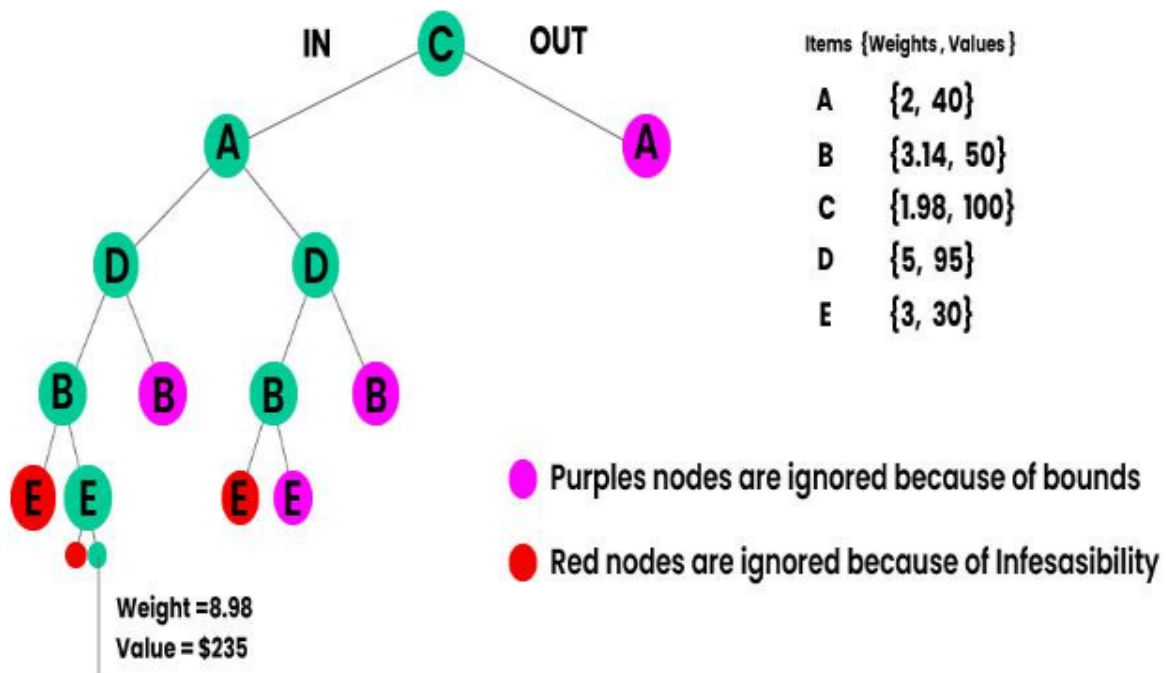 IN
OUT
C
A
A
D
D
B
B
B
B
E
E
E
E
Weight =8.98
Value = $235
Items {Weights, Values}
A {2, 40}
B {3.14, 50}
C {1.98, 100}
D {5, 95}
E {3, 30}
Purples nodes are ignored because of bounds
Red nodes are ignored because of Infesasibility